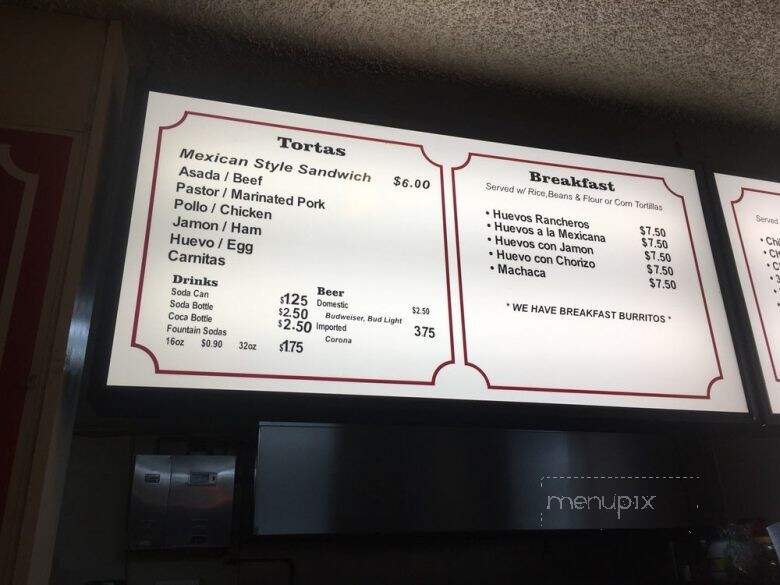 Tortas
Mexican Style Sandwich $6.00
Asada / Beef
Pastor / Marinated Pork
Pollo / Chicken
Jamon / Ham
Huevo / Egg
Carnitas
Drinks
Soda Can $125
Soda Bottle $2.50
Coca Bottle $2.50
Fountain Sodas
16oz $0.90 32oz $1.75
Beer
Domestic $2.50
Budweiser, Bud Light
Imported 375
Corona
Breakfast
Served w/ Rice,Beans & Flour or Corn Tortillas
• Huevos Rancheros $7.50
• Huevos a la Mexicana $7.50
• Huevos con Jamon $7.50
• Huevo con Chorizo $7.50
• Machaca $7.50
* WE HAVE BREAKFAST BURRITOS *
Served
menupix